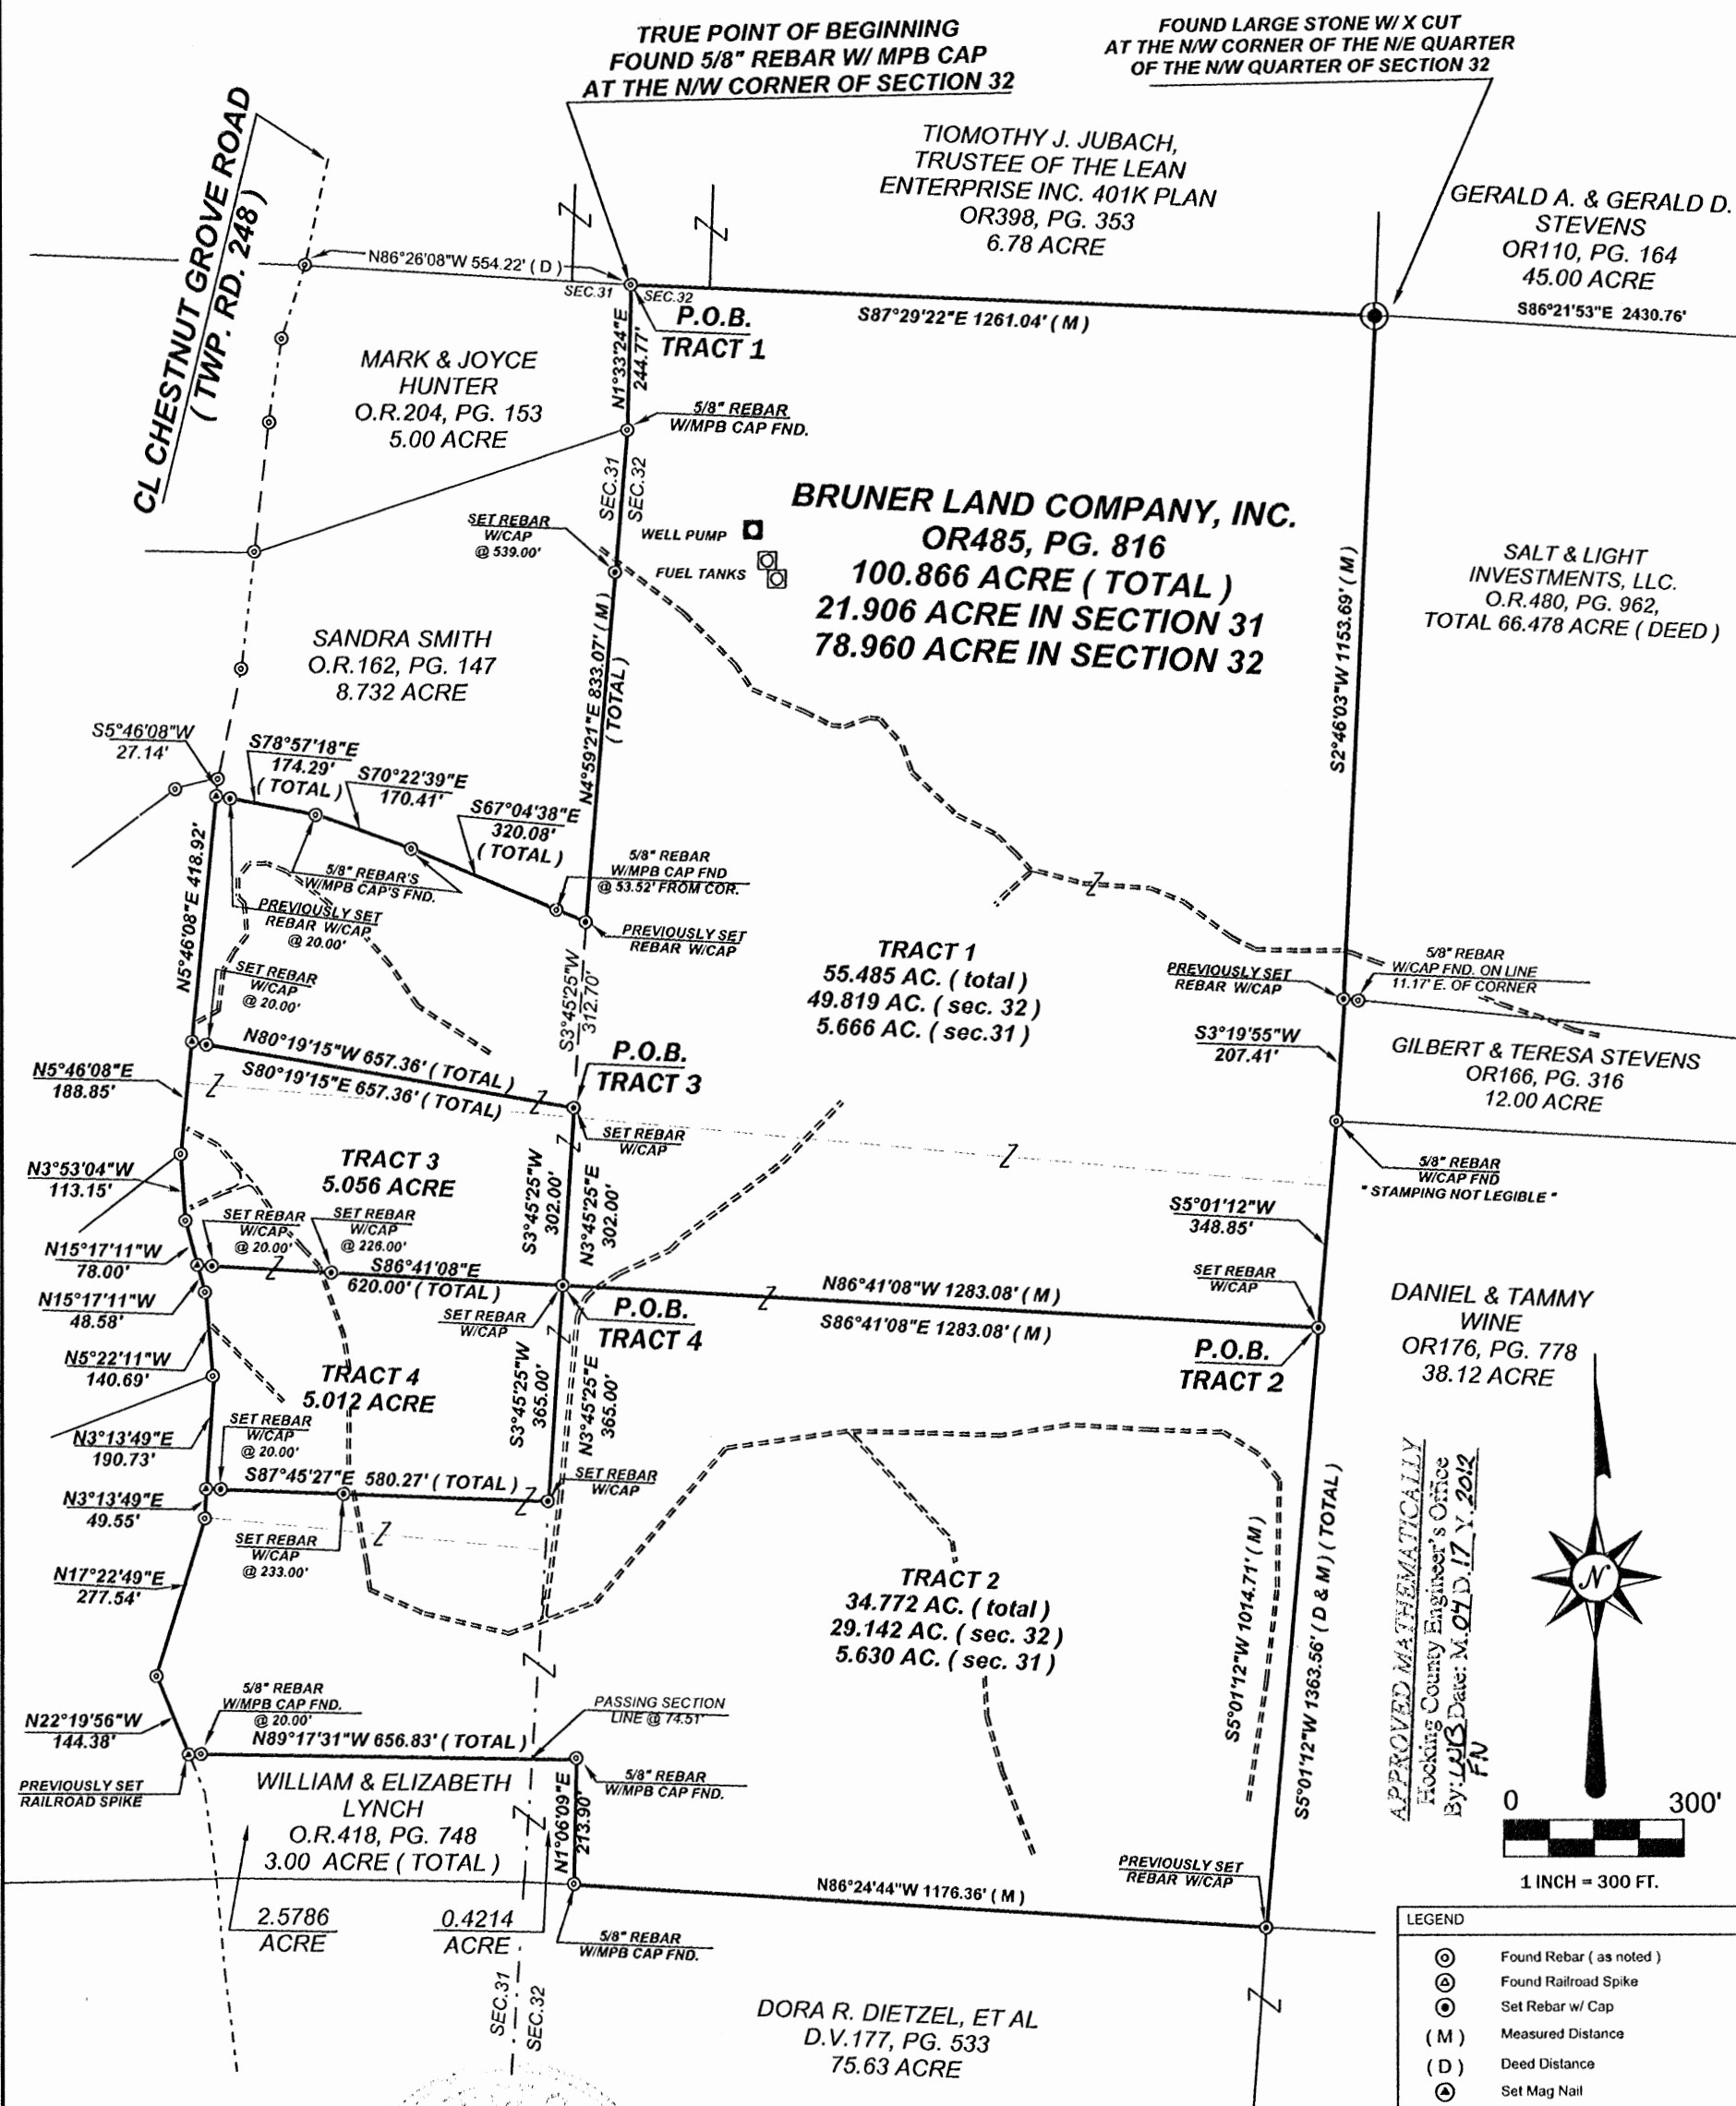 TRUE POINT OF BEGINNING
FOUND 5/8" REBAR W/ MPB CAP
AT THE N/W CORNER OF SECTION 32
FOUND LARGE STONE W/ X CUT
AT THE N/W CORNER OF THE N/E QUARTER
OF THE N/W QUARTER OF SECTION 32
CL CHESTNUT GROVE ROAD
( TWP. RD. 248 )
TIOMOTHY J. JUBACH,
TRUSTEE OF THE LEAN
ENTERPRISE INC. 401K PLAN
OR398, PG. 353
6.78 ACRE
GERALD A. & GERALD D.
STEVENS
OR110, PG. 164
45.00 ACRE
N86°26'08"W 554.22' ( D )
SEC.31
SEC.32
P.O.B.
TRACT 1
S87°29'22"E 1261.04' ( M )
S86°21'53"E 2430.76'
N1°33'24"E
244.77'
MARK & JOYCE
HUNTER
O.R.204, PG. 153
5.00 ACRE
5/8" REBAR
W/MPB CAP FND.
SEC.31
SEC.32
SET REBAR
W/CAP
@ 539.00'
WELL PUMP
FUEL TANKS
BRUNER LAND COMPANY, INC.
OR485, PG. 816
100.866 ACRE ( TOTAL )
21.906 ACRE IN SECTION 31
78.960 ACRE IN SECTION 32
S2°46'03"W 1153.69' ( M )
SALT & LIGHT
INVESTMENTS, LLC.
O.R.480, PG. 962,
TOTAL 66.478 ACRE ( DEED )
SANDRA SMITH
O.R.162, PG. 147
8.732 ACRE
N4°59'21"E 833.07' ( M )
( TOTAL )
S5°46'08"W
27.14'
S78°57'18"E
174.29'
( TOTAL )
S70°22'39"E
170.41'
S67°04'38"E
320.08'
( TOTAL )
5/8" REBAR
W/MPB CAP FND
@ 53.52' FROM COR.
N5°46'08"E 418.92'
5/8" REBAR'S
W/MPB CAP'S FND.
PREVIOUSLY SET
REBAR W/CAP
@ 20.00'
PREVIOUSLY SET
REBAR W/CAP
SET REBAR
W/CAP
@ 20.00'
S3°45'25"W
312.70'
TRACT 1
55.485 AC. ( total )
49.819 AC. ( sec. 32 )
5.666 AC. ( sec.31 )
PREVIOUSLY SET
REBAR W/CAP
5/8" REBAR
W/CAP FND. ON LINE
11.17' E. OF CORNER
S3°19'55"W
207.41'
GILBERT & TERESA STEVENS
OR166, PG. 316
12.00 ACRE
N80°19'15"W 657.36' ( TOTAL )
S80°19'15"E 657.36' ( TOTAL )
P.O.B.
TRACT 3
N5°46'08"E
188.85'
SET REBAR
W/CAP
5/8" REBAR
W/CAP FND
" STAMPING NOT LEGIBLE "
N3°53'04"W
113.15'
TRACT 3
5.056 ACRE
S3°45'25"W
302.00'
N3°45'25"E
302.00'
S5°01'12"W
348.85'
SET REBAR
W/CAP
@ 20.00'
SET REBAR
W/CAP
@ 226.00'
N15°17'11"W
78.00'
S86°41'08"E
620.00' ( TOTAL )
N86°41'08"W 1283.08' ( M )
S86°41'08"E 1283.08' ( M )
SET REBAR
W/CAP
DANIEL & TAMMY
WINE
OR176, PG. 778
38.12 ACRE
N15°17'11"W
48.58'
SET REBAR
W/CAP
P.O.B.
TRACT 4
P.O.B.
TRACT 2
N5°22'11"W
140.69'
TRACT 4
5.012 ACRE
S3°45'25"W
365.00'
N3°45'25"E
365.00'
N3°13'49"E
190.73'
SET REBAR
W/CAP
@ 20.00'
S87°45'27"E 580.27' ( TOTAL )
SET REBAR
W/CAP
N3°13'49"E
49.55'
SET REBAR
W/CAP
@ 233.00'
N17°22'49"E
277.54'
TRACT 2
34.772 AC. ( total )
29.142 AC. ( sec. 32 )
5.630 AC. ( sec. 31 )
S5°01'12"W 1014.71' ( M )
S5°01'12"W 1363.56' ( D & M ) ( TOTAL )
APPROVED MATHEMATICALLY
Hocking County Engineer's Office
By: Date: M.04 D.17 Y.2012
N
N22°19'56"W
144.38'
5/8" REBAR
W/MPB CAP FND.
@ 20.00'
PASSING SECTION
LINE @ 74.51'
N89°17'31"W 656.83' ( TOTAL )
PREVIOUSLY SET
RAILROAD SPIKE
5/8" REBAR
W/MPB CAP FND.
WILLIAM & ELIZABETH
LYNCH
O.R.418, PG. 748
3.00 ACRE ( TOTAL )
N1°06'09"E
213.90'
N86°24'44"W 1176.36' ( M )
PREVIOUSLY SET
REBAR W/CAP
2.5786
ACRE
0.4214
ACRE
5/8" REBAR
W/MPB CAP FND.
SEC.31
SEC.32
DORA R. DIETZEL, ET AL
D.V.177, PG. 533
75.63 ACRE
0 300'
1 INCH = 300 FT.
LEGEND
Found Rebar ( as noted )
Found Railroad Spike
Set Rebar w/ Cap
( M ) Measured Distance
( D ) Deed Distance
Set Mag Nail